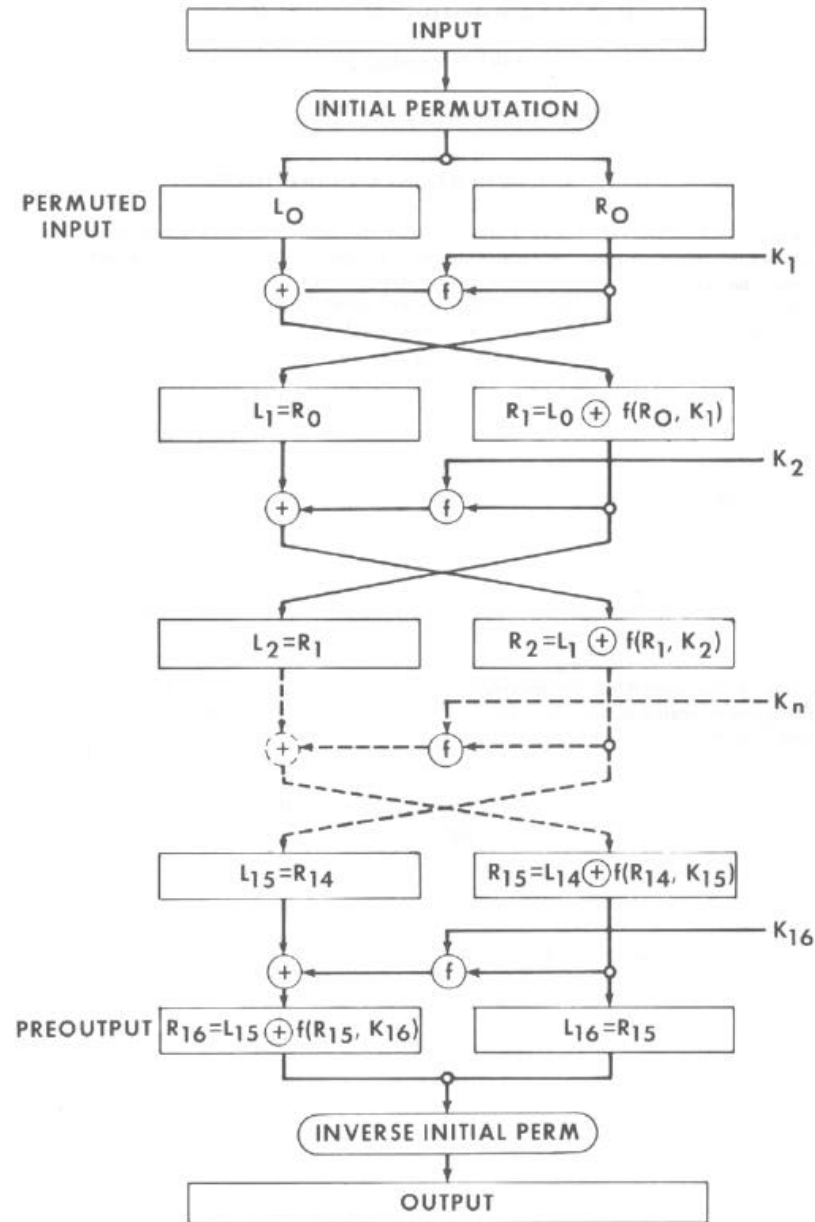 INPUT
INITIAL PERMUTATION
PERMUTED
INPUT
L₀
R₀
K₁
+
f
L₁=R₀
R₁=L₀ ⊕ f(R₀, K₁)
K₂
+
f
L₂=R₁
R₂=L₁ ⊕ f(R₁, K₂)
Kₙ
+
f
L₁₅=R₁₄
R₁₅=L₁₄⊕f(R₁₄, K₁₅)
K₁₆
+
f
PREOUTPUT
R₁₆=L₁₅⊕f(R₁₅, K₁₆)
L₁₆=R₁₅
INVERSE INITIAL PERM
OUTPUT